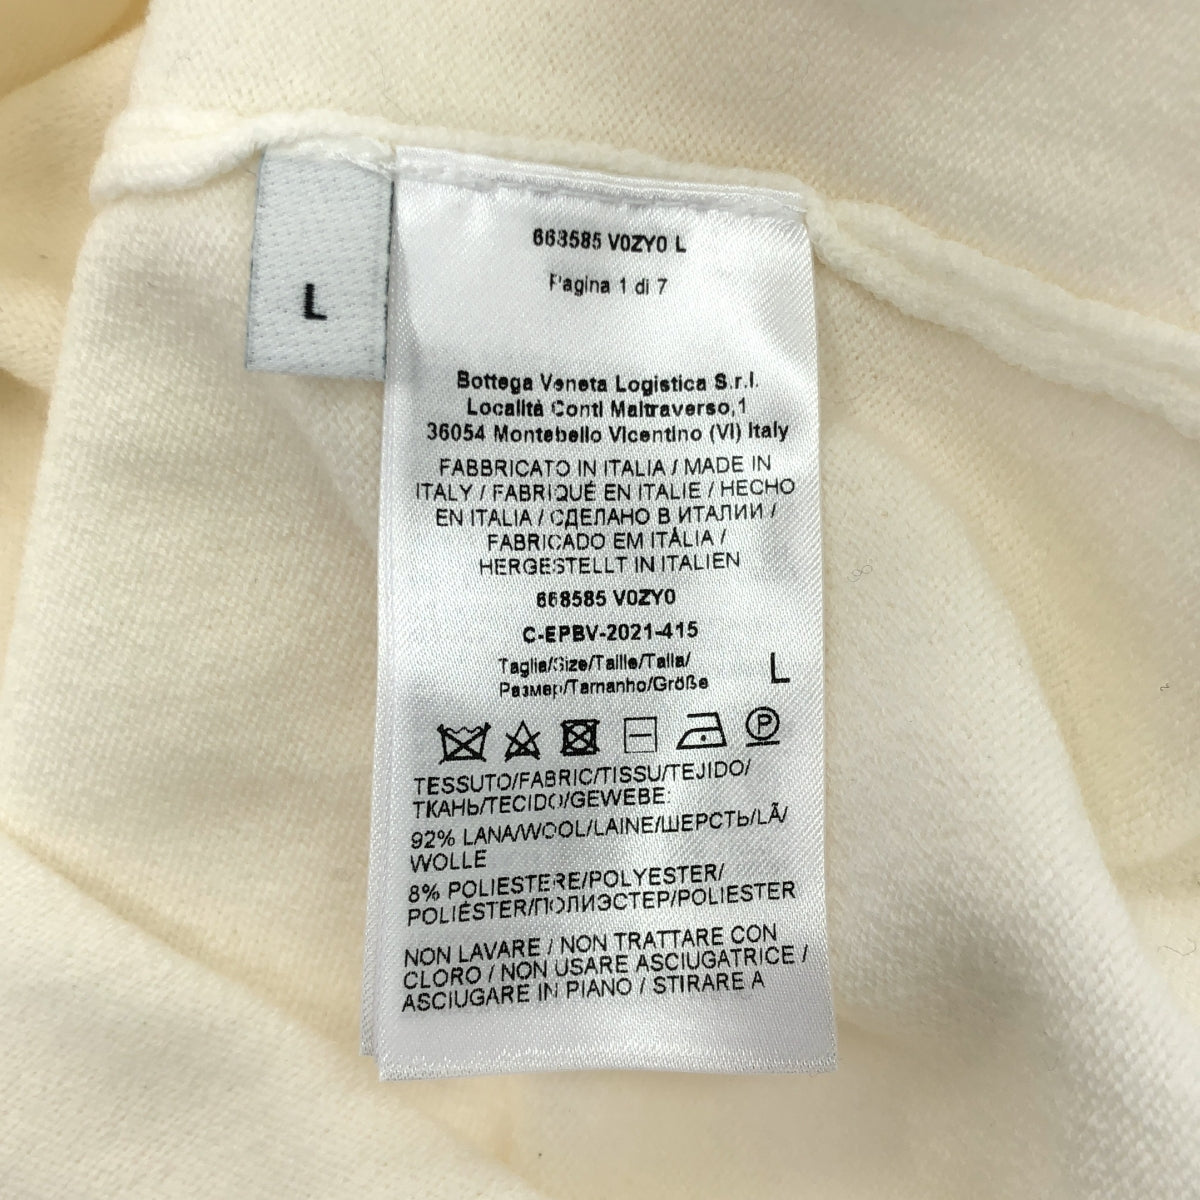 L
663585 V0ZY0 L
Pagina 1 di 7
Bottega Veneta Logistica S.r.l.
Località Conti Maltraverso,1
36054 Montebello Vicentino (VI) Italy
FABBRICATO IN ITALIA / MADE IN
ITALY / FABRIQUÉ EN ITALIE / HECHO
EN ITALIA / СДЕЛАНО В ИТАЛИИ /
FABRICADO EM ITÁLIA /
HERGESTELLT IN ITALIEN
668585 V0ZY0
C-EPBV-2021-415
Taglia/Size/Taille/Talla/
Размер/Tamanho/Größe
L
P
TESSUTO/FABRIC/TISSU/TEJIDO/
ТКАНЬ/TECIDO/GEWEBE:
92% LANA/WOOL/LAINE/ШЕРСТЬ/LÃ/
WOLLE
8% POLIESTERE/POLYESTER/
POLIÉSTER/ПОЛИЭСТЕР/POLIESTER
NON LAVARE / NON TRATTARE CON
CLORO / NON USARE ASCIUGATRICE /
ASCIUGARE IN PIANO / STIRARE A